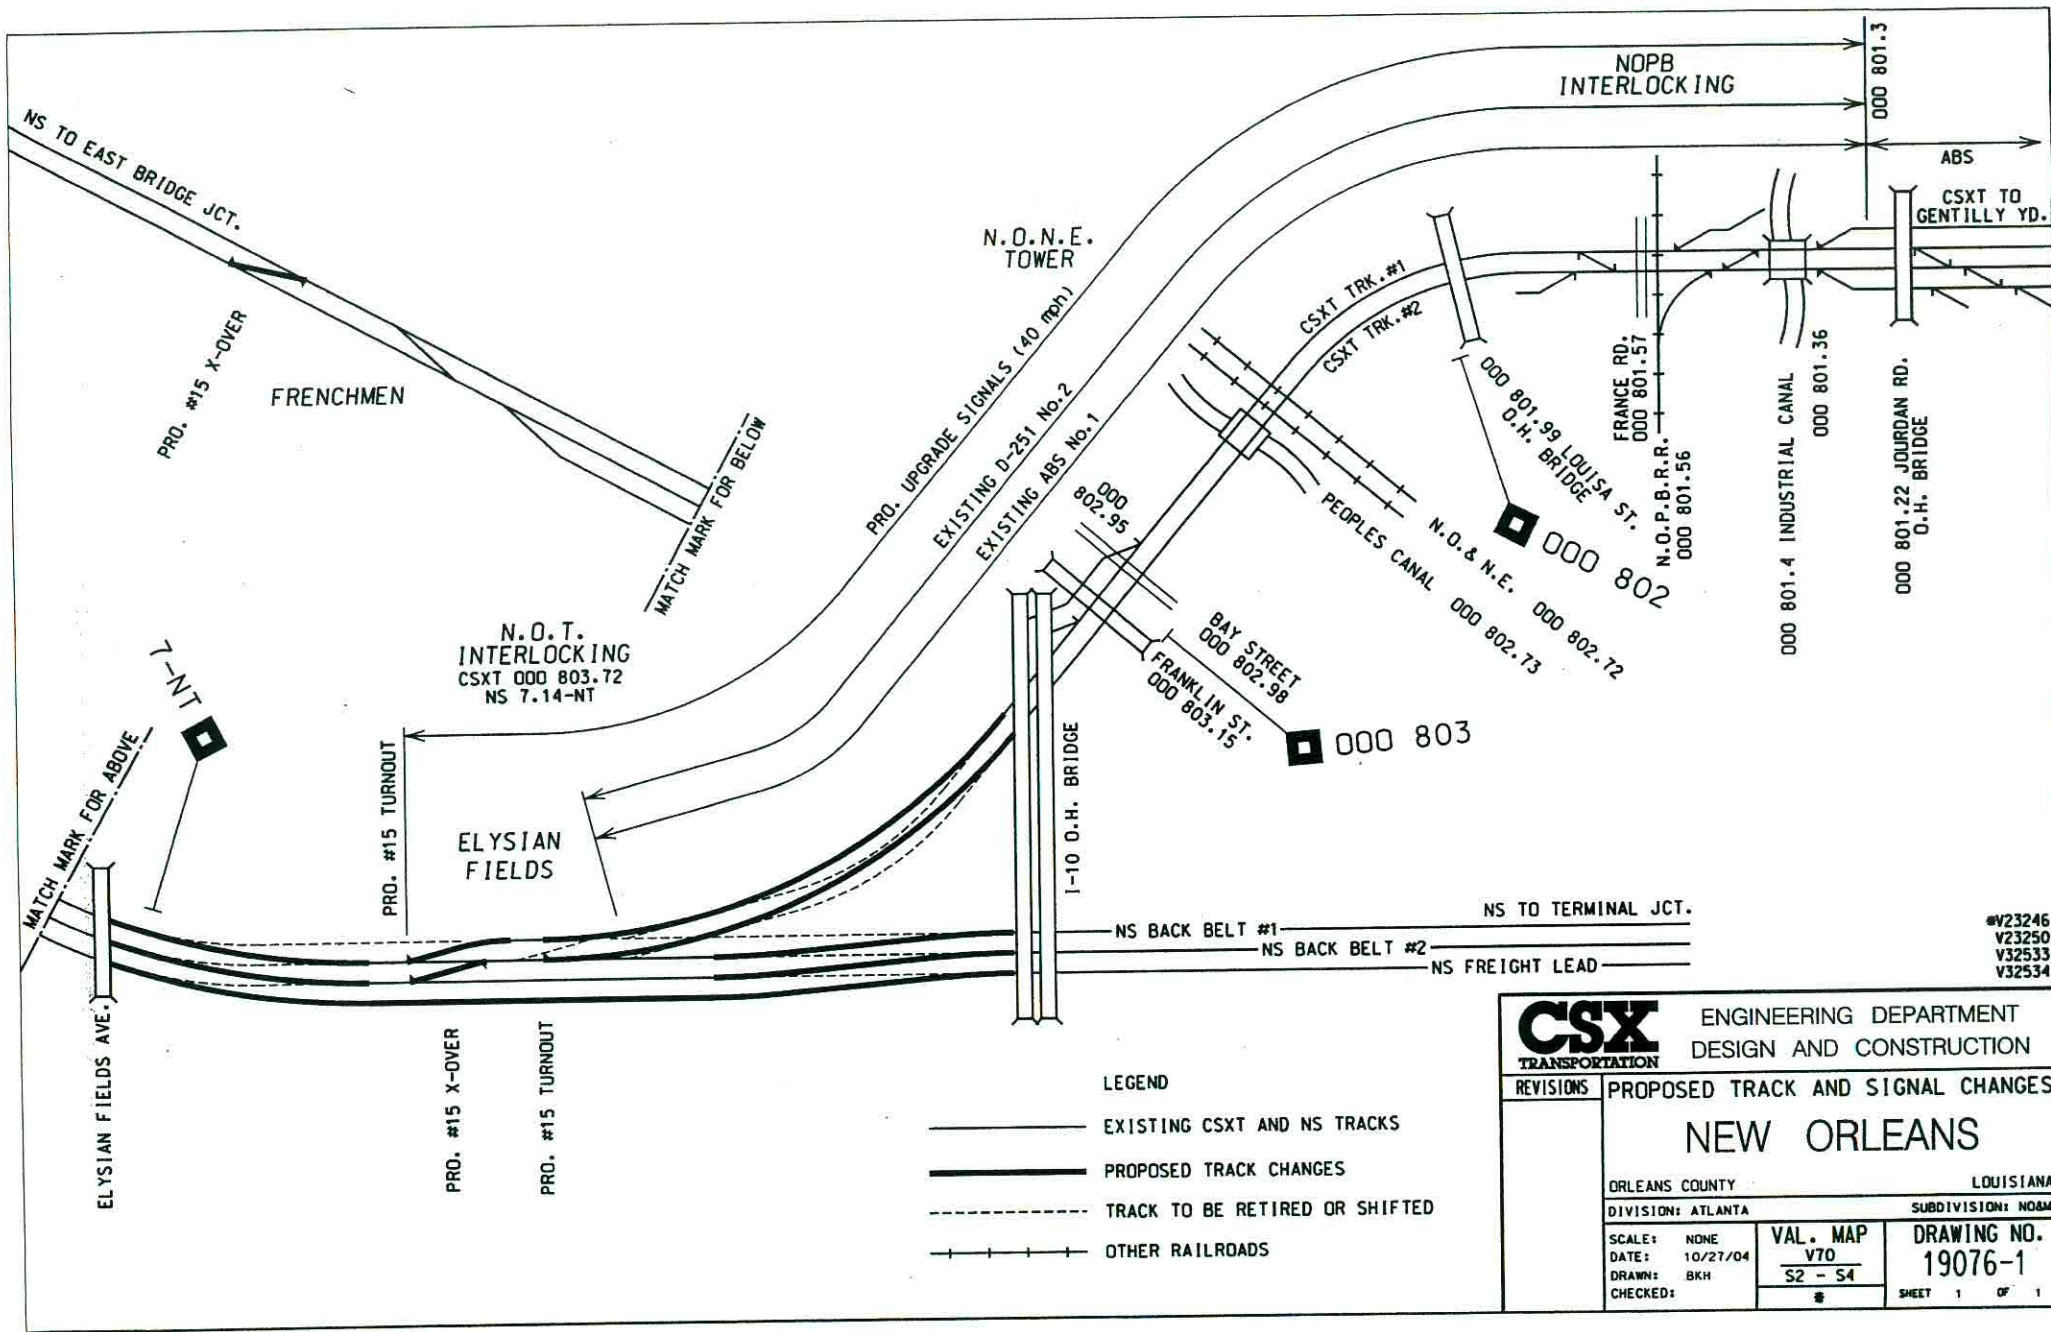 NOPB
INTERLOCKING
000 801.3
ABS
CSXT TO
GENTILLY YD.
NS TO EAST BRIDGE JCT.
PRO. #15 X-OVER
FRENCHMEN
MATCH MARK FOR BELOW
N.O.N.E.
TOWER
PRO. UPGRADE SIGNALS (40 mph)
EXISTING D-251 No.2
EXISTING ABS No.1
CSXT TRK.#1
CSXT TRK.#2
000 801.99 LOUISA ST.
O.H. BRIDGE
000 802
FRANCE RD.
000 801.57
N.O.P.B.R.R.
000 801.56
000 801.4 INDUSTRIAL CANAL
000 801.36
000 801.22 JOURDAN RD.
O.H. BRIDGE
N.O.& N.E. 000 802.72
PEOPLES CANAL 000 802.73
000
802.95
BAY STREET
000 802.98
FRANKLIN ST.
000 803.15
000 803
N.O.T.
INTERLOCKING
CSXT 000 803.72
NS 7.14-NT
7-NT
MATCH MARK FOR ABOVE
PRO. #15 TURNOUT
ELYSIAN
FIELDS
I-10 O.H. BRIDGE
NS TO TERMINAL JCT.
NS BACK BELT #1
NS BACK BELT #2
NS FREIGHT LEAD
ELYSIAN FIELDS AVE.
PRO. #15 X-OVER
PRO. #15 TURNOUT
LEGEND
EXISTING CSXT AND NS TRACKS
PROPOSED TRACK CHANGES
TRACK TO BE RETIRED OR SHIFTED
OTHER RAILROADS
V23246
V23250
V32533
V32534
CSX
TRANSPORTATION
ENGINEERING DEPARTMENT
DESIGN AND CONSTRUCTION
REVISIONS
PROPOSED TRACK AND SIGNAL CHANGES
NEW ORLEANS
ORLEANS COUNTY LOUISIANA
DIVISION: ATLANTA SUBDIVISION: NO&M
SCALE: NONE
DATE: 10/27/04
DRAWN: BKH
CHECKED:
VAL. MAP
V70
S2 - S4
DRAWING NO.
19076-1
SHEET 1 OF 1